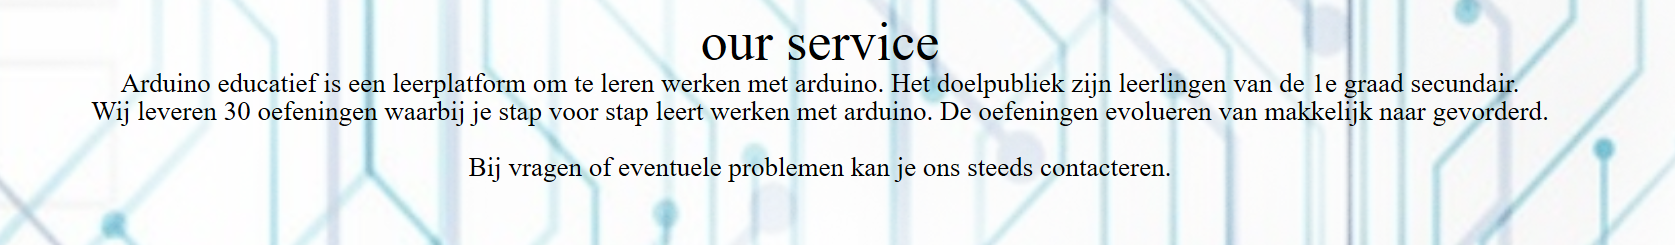 our service
Arduino educatief is een leerplatform om te leren werken met arduino. Het doelpubliek zijn leerlingen van de 1e graad secundair.
Wij leveren 30 oefeningen waarbij je stap voor stap leert werken met arduino. De oefeningen evolueren van makkelijk naar gevorderd.
Bij vragen of eventuele problemen kan je ons steeds contacteren.